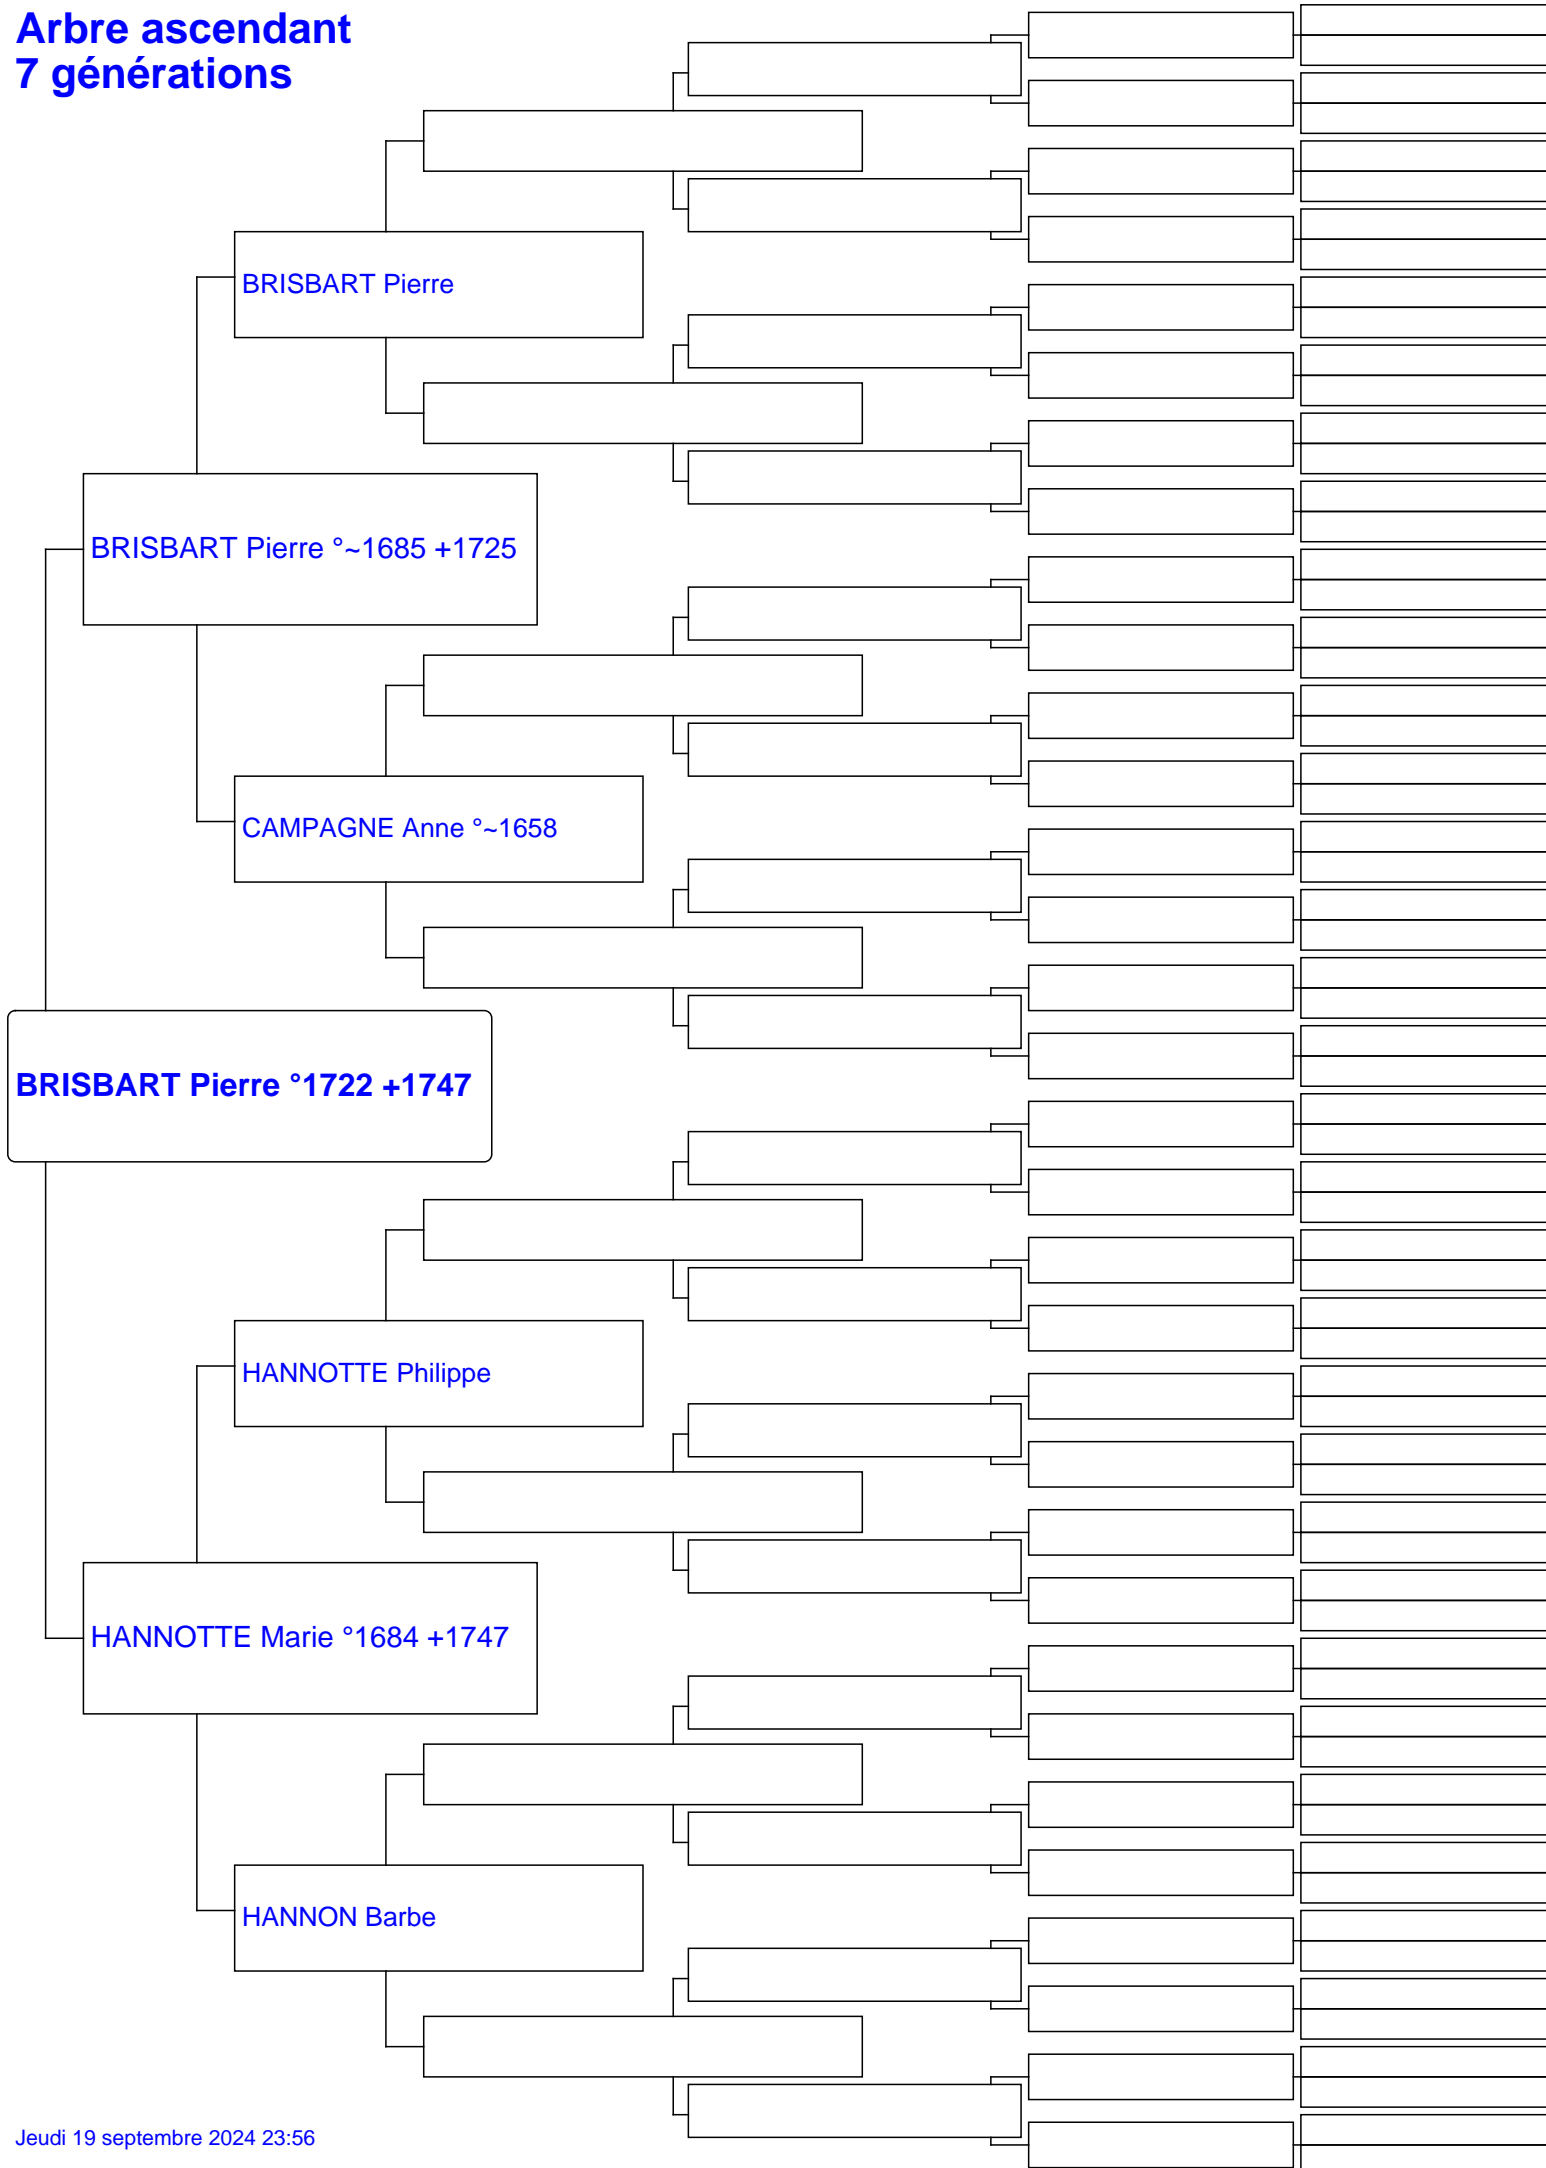 Arbre ascendant
7 générations
BRISBART Pierre
BRISBART Pierre °~1685 +1725
CAMPAGNE Anne °~1658
BRISBART Pierre °1722 +1747
HANNOTTE Philippe
HANNOTTE Marie °1684 +1747
HANNON Barbe
Jeudi 19 septembre 2024 23:56